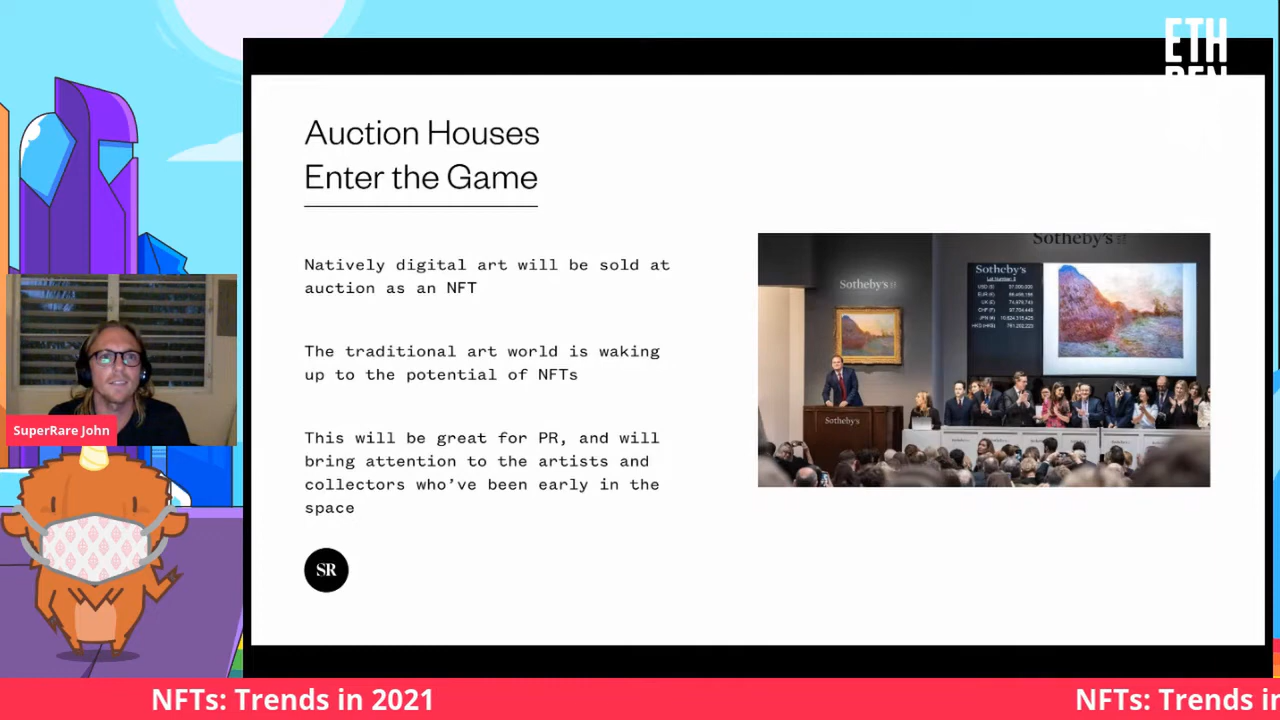 ETH
Auction Houses
Enter the Game
Natively digital art will be sold at
auction as an NFT
The traditional art world is waking
up to the potential of NFTs
This will be great for PR, and will
bring attention to the artists and
collectors who've been early in the
space
SR
Sotheby's
Sotheby's
Sotheby's
Sotheby's
SuperRare John
NFTs: Trends in 2021
NFTs: Trends in